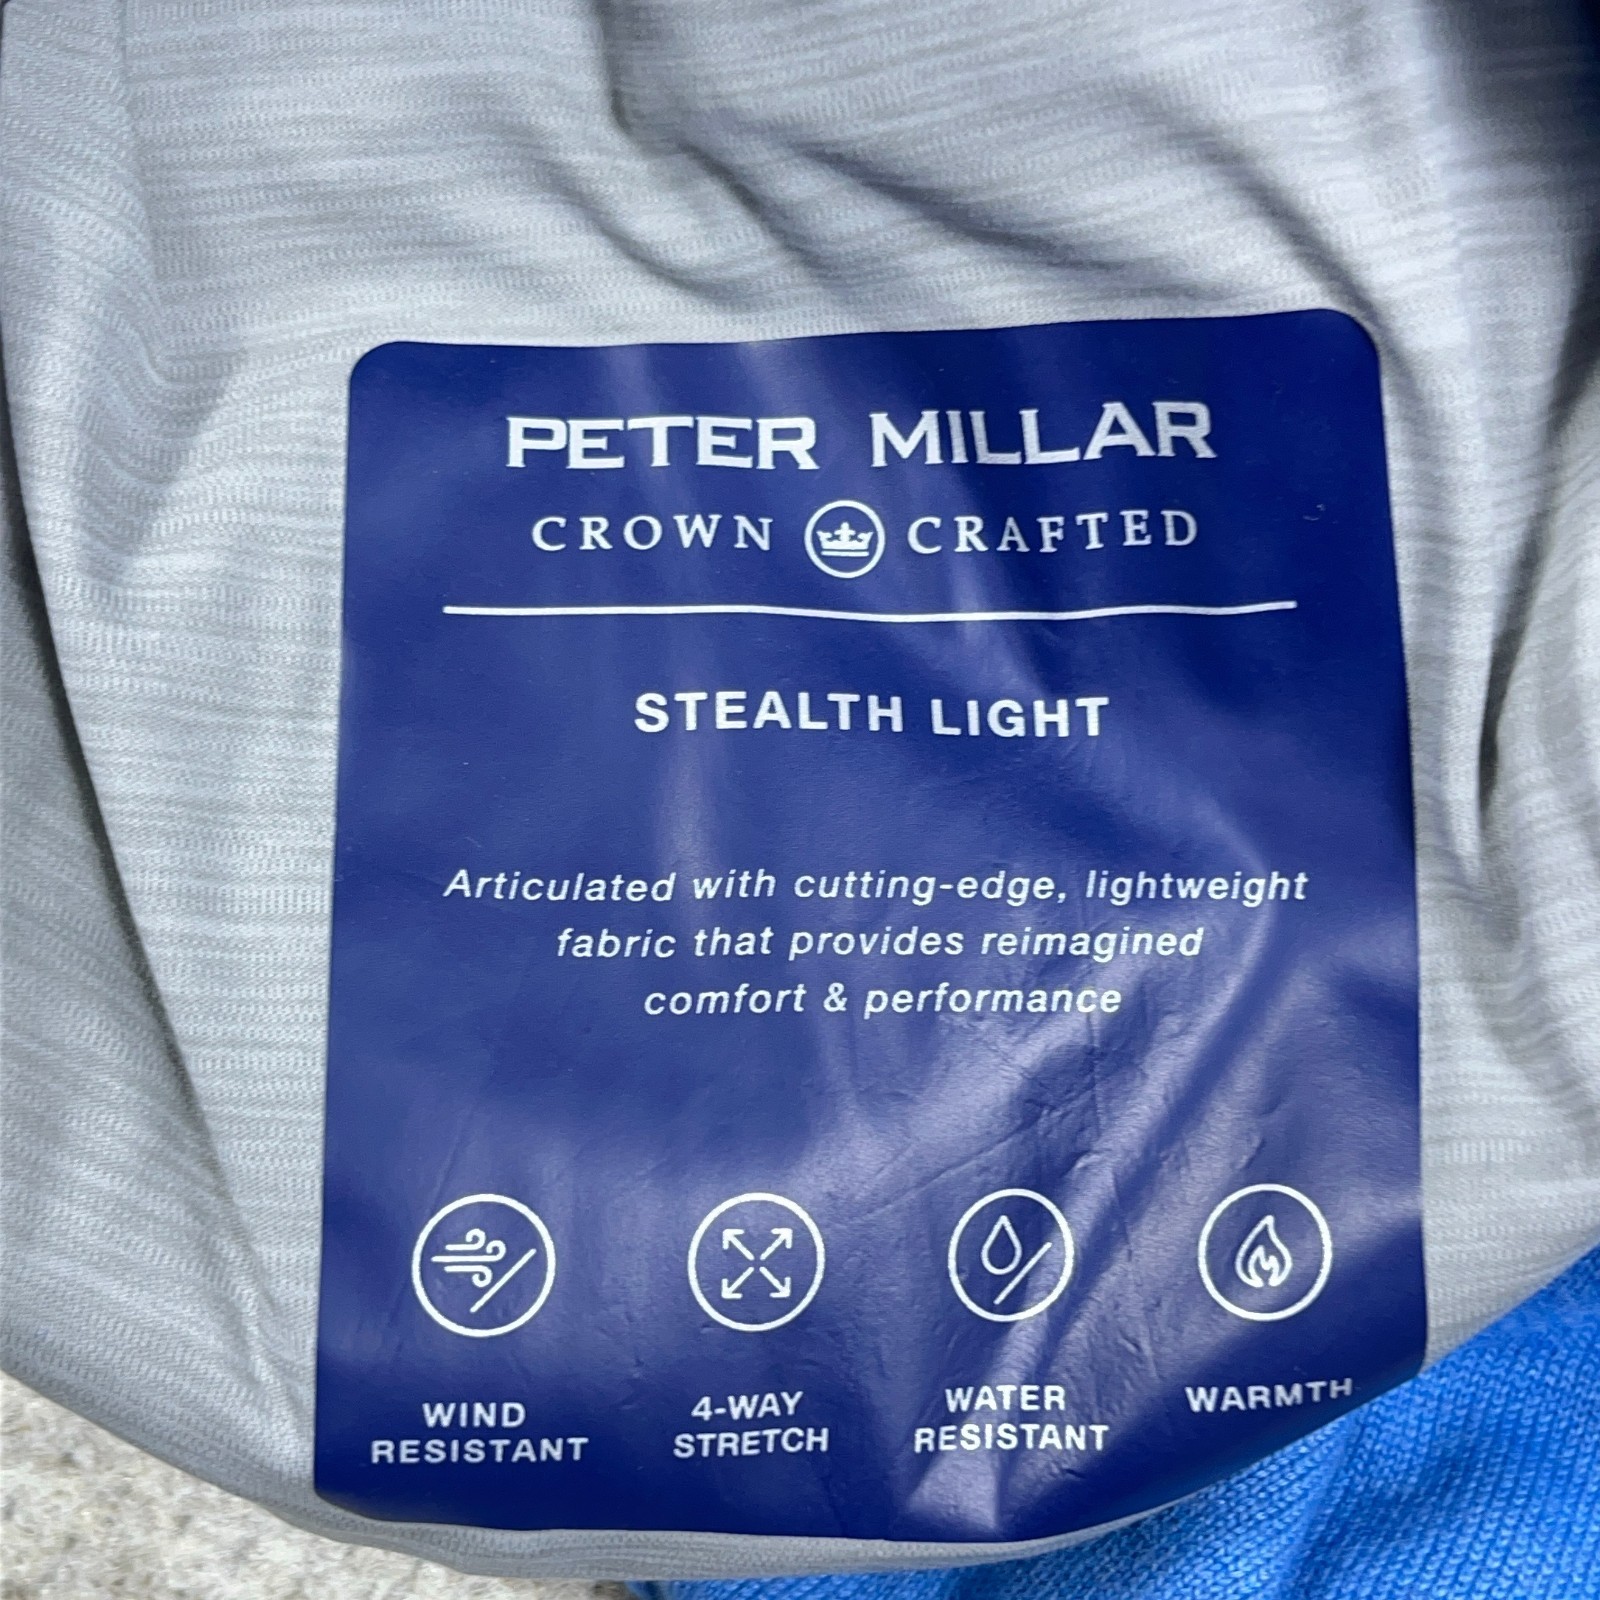 PETER MILLAR
CROWN CRAFTED
STEALTH LIGHT
Articulated with cutting-edge, lightweight
fabric that provides reimagined
comfort & performance
WIND
RESISTANT
4-WAY
STRETCH
WATER
RESISTANT
WARMTH